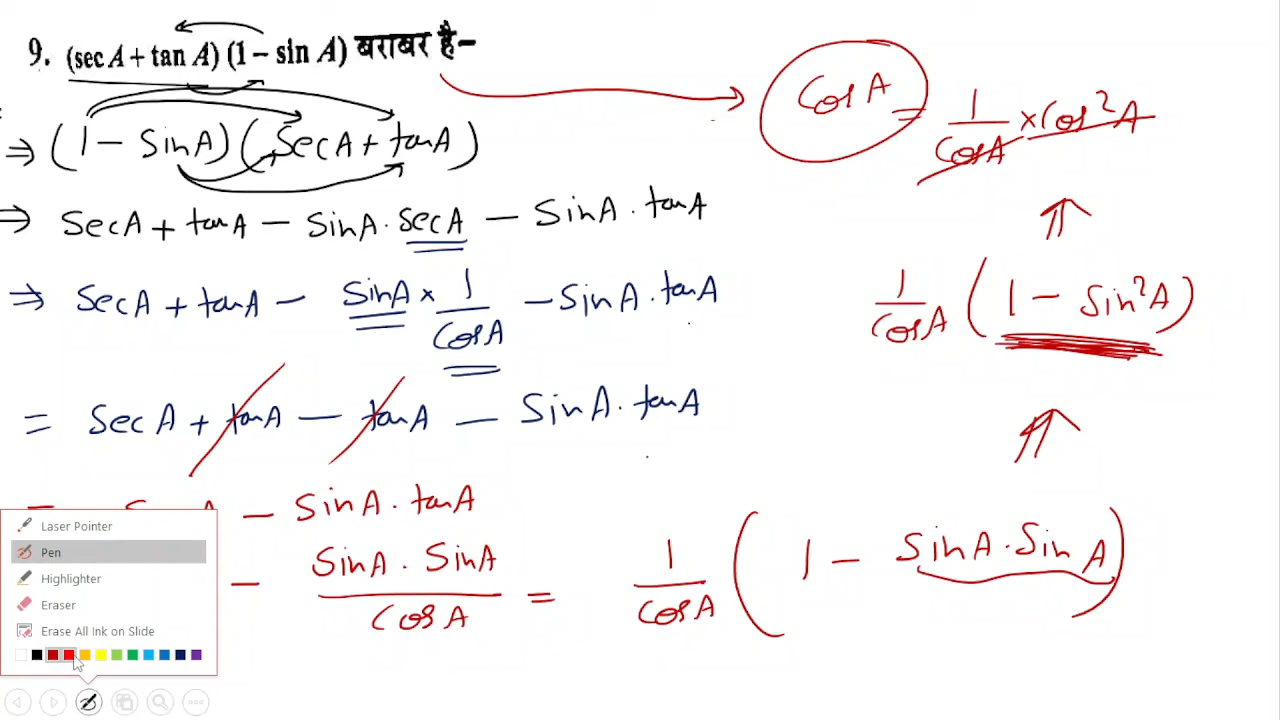 9. (sec A + tan A) (1 – sin A) बराबर है–
⇒ (1 – SinA) (SecA + tanA)
⇒ SecA + tanA – SinA · SecA – SinA · tanA
⇒ SecA + tanA – SinA × 1/CosA – SinA · tanA
= SecA + tanA – tanA – SinA · tanA
= – SinA · tanA
– SinA · SinA / CosA = 1/CosA (1 – SinA · SinA)
1/CosA (1 – Sin²A)
CosA = 1/CosA × Cos²A
Laser Pointer
Pen
Highlighter
Eraser
Erase All Ink on Slide